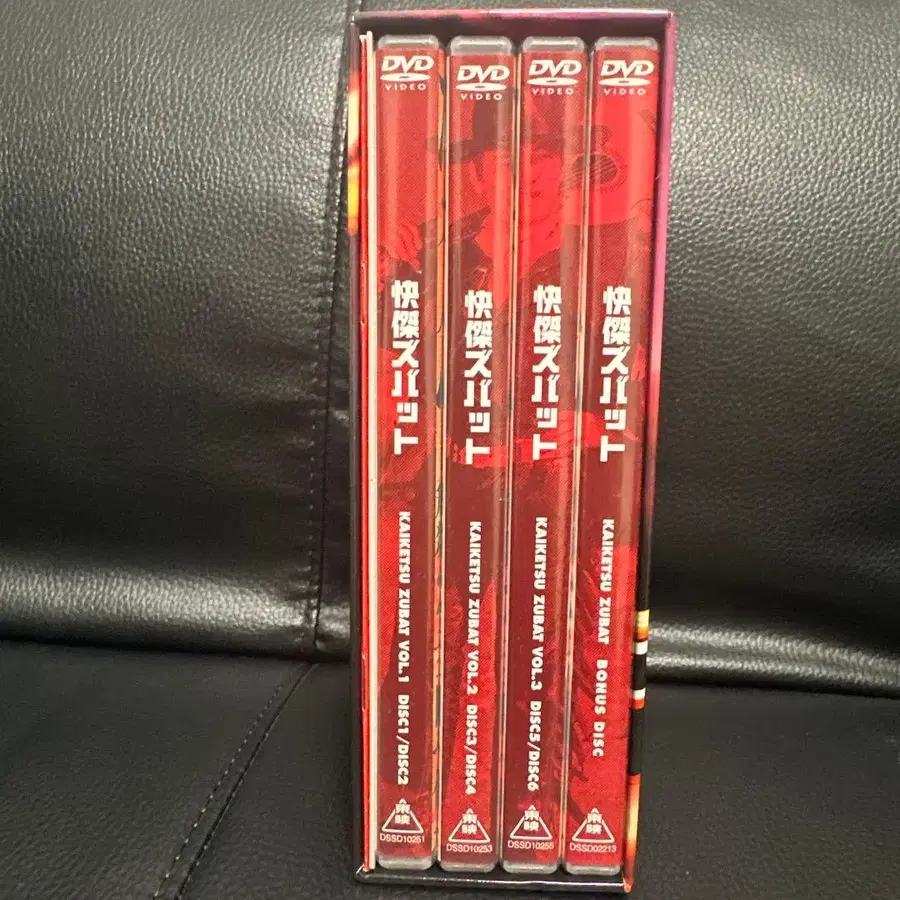 DVD
VIDEO
快傑ズバット
KAIKETSU ZUBAT VOL.1 DISC1/DISC2
東映
DSSD10251
DVD
VIDEO
快傑ズバット
KAIKETSU ZUBAT VOL.2 DISC3/DISC4
東映
DSSD10253
DVD
VIDEO
快傑ズバット
KAIKETSU ZUBAT VOL.3 DISC5/DISC6
東映
DSSD10255
DVD
VIDEO
快傑ズバット
KAIKETSU ZUBAT BONUS DISC
東映
DSSD02213